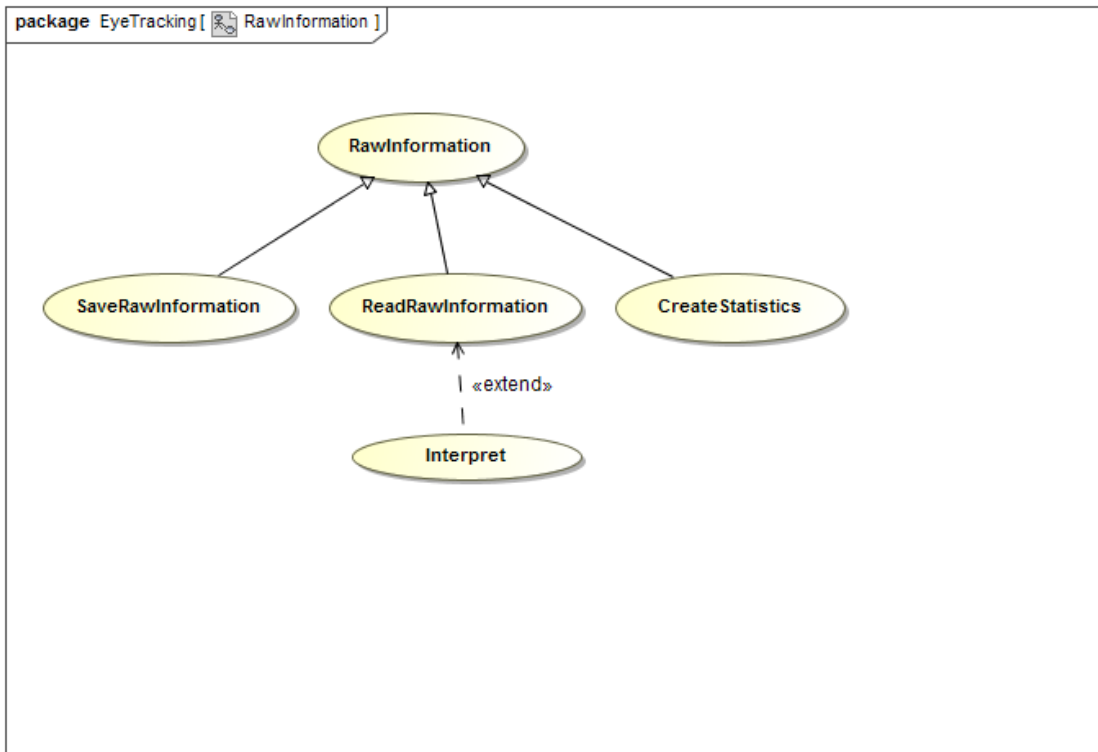 package EyeTracking [ RawInformation ]
RawInformation
SaveRawInformation
ReadRawInformation
CreateStatistics
«extend»
Interpret